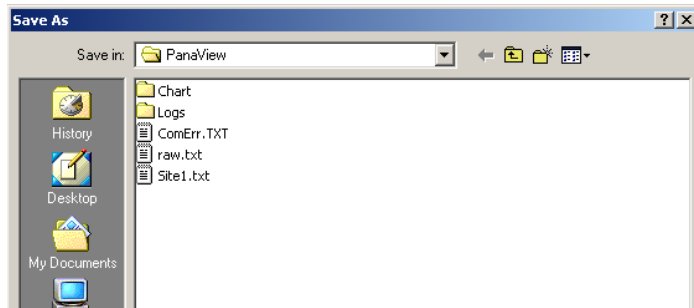 Save As
Save in: PanaView
Chart
Logs
ComErr.TXT
raw.txt
Site1.txt
History
Desktop
My Documents